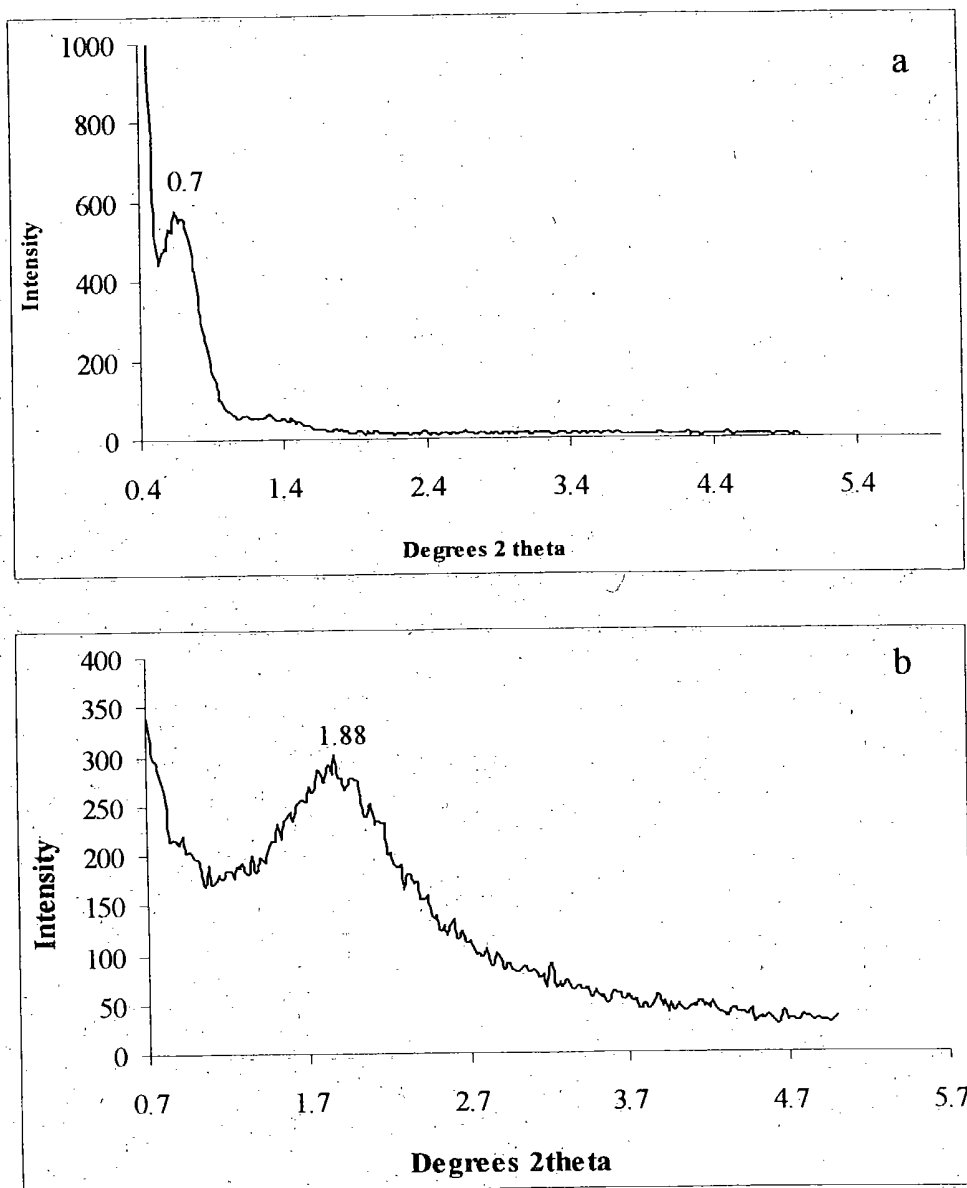 a
1000
800
0.7
600
400
200
0
Intensity
0.4 1.4 2.4 3.4 4.4 5.4
Degrees 2 theta
b
400
350
1.88
300
250
200
150
100
50
0
Intensity
0.7 1.7 2.7 3.7 4.7 5.7
Degrees 2theta